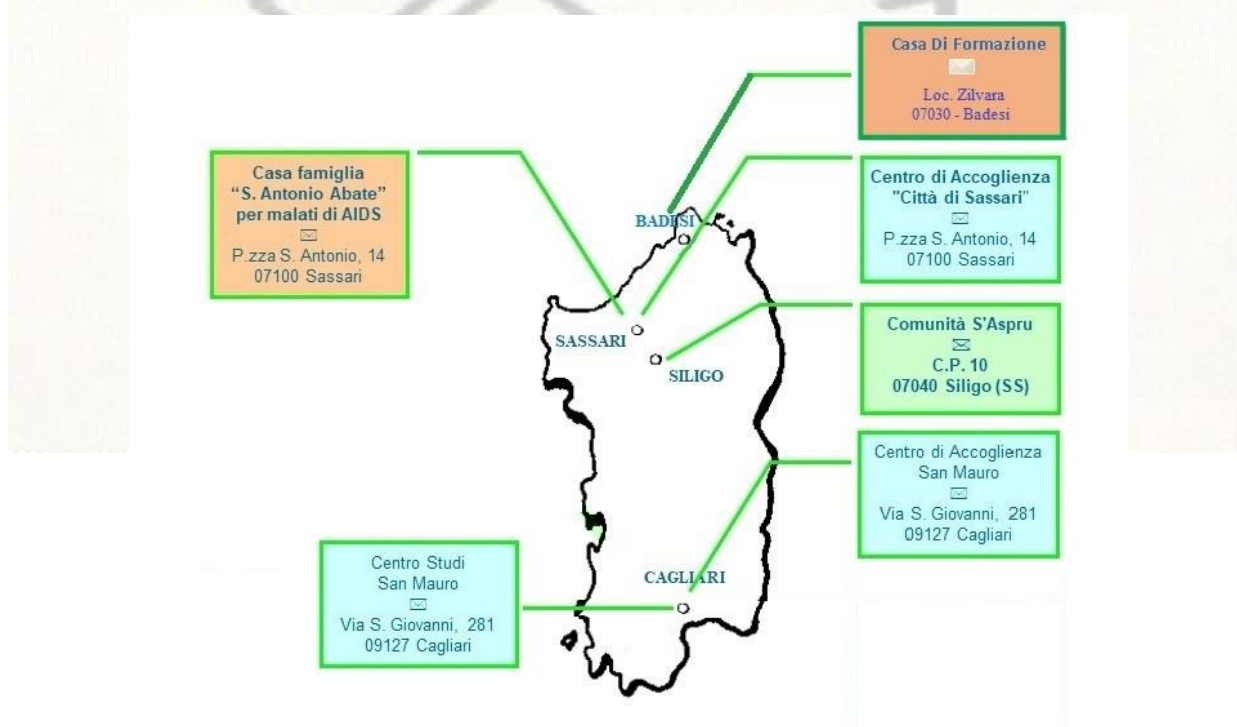 Casa Di Formazione
Loc. Zilvara
07030 - Badesi
Casa famiglia
“S. Antonio Abate”
per malati di AIDS
P.zza S. Antonio, 14
07100 Sassari
Centro di Accoglienza
"Città di Sassari"
P.zza S. Antonio, 14
07100 Sassari
BADESI
SASSARI
SILIGO
Comunità S'Aspru
C.P. 10
07040 Siligo (SS)
Centro di Accoglienza
San Mauro
Via S. Giovanni, 281
09127 Cagliari
CAGLIARI
Centro Studi
San Mauro
Via S. Giovanni, 281
09127 Cagliari